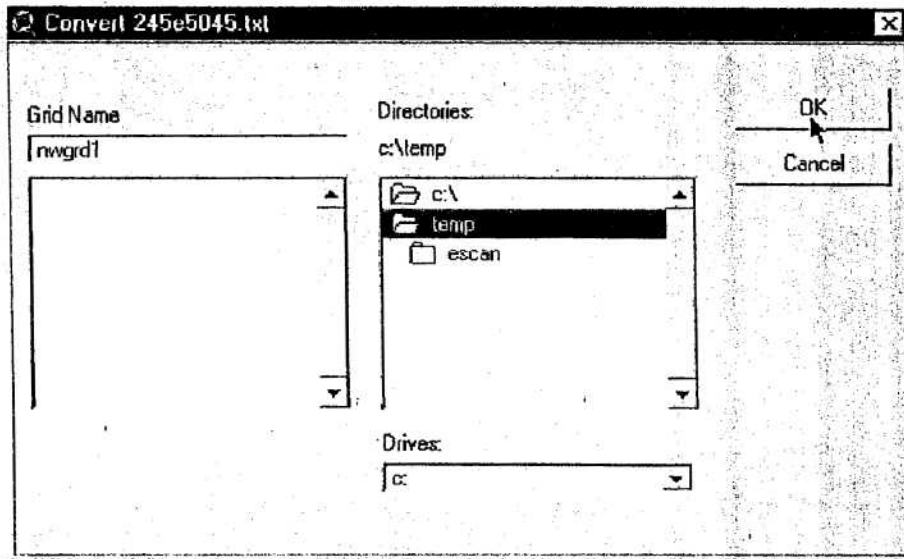 Convert 245e5045.txt
Grid Name
nwgrd1
Directories:
c:\temp
c:\
temp
escan
Drives:
c:
OK
Cancel